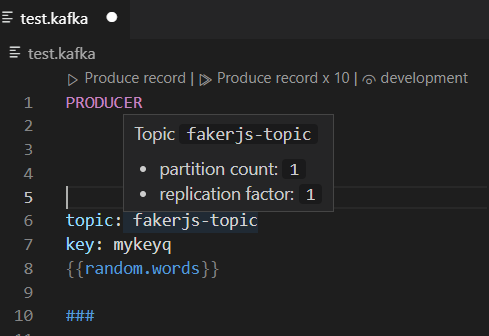 test.kafka
test.kafka
Produce record | Produce record x 10 | development
1 PRODUCER
2
Topic fakerjs-topic
3
• partition count: 1
4
• replication factor: 1
5
6 topic: fakerjs-topic
7 key: mykeyq
8 {{random.words}}
9
10 ###
11